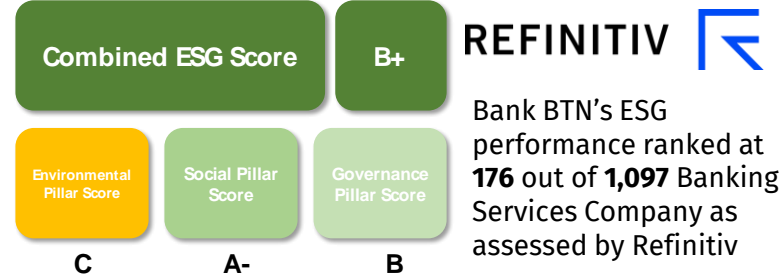 Combined ESG Score
B+
REFINITIV
Bank BTN's ESG
performance ranked at
176 out of 1,097 Banking
Services Company as
assessed by Refinitiv
Environmental
Pillar Score
Social Pillar
Score
Governance
Pillar Score
C
A-
B